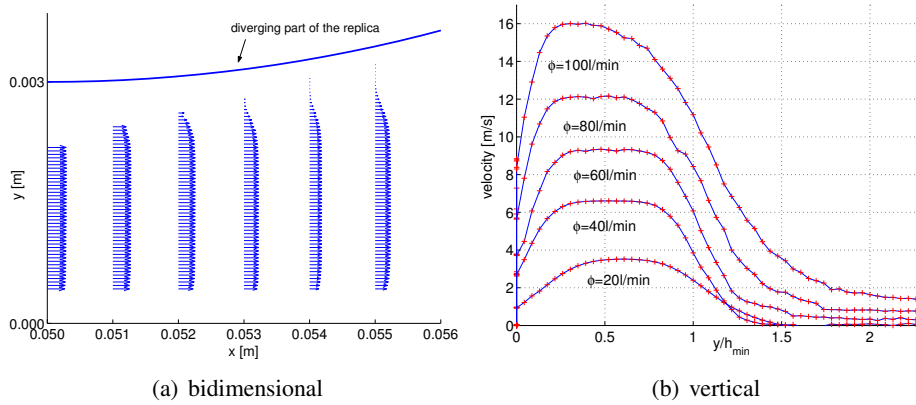 diverging part of the replica
0.003
0.000
y [m]
0.050 0.051 0.052 0.053 0.054 0.055 0.056
x [m]
(a) bidimensional
16
14
12
10
8
6
4
2
0
velocity [m/s]
ϕ=100l/min
ϕ=80l/min
ϕ=60l/min
ϕ=40l/min
ϕ=20l/min
0 0.5 1 1.5 2
y/hmin
(b) vertical